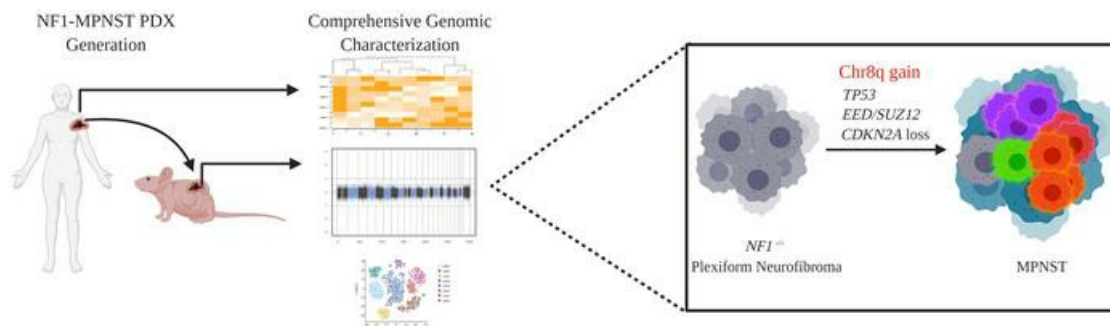 NF1-MPNST PDX
Generation
Comprehensive Genomic
Characterization
Chr8q gain
TP53
EED/SUZ12
CDKN2A loss
NF1 -/-
Plexiform Neurofibroma
MPNST